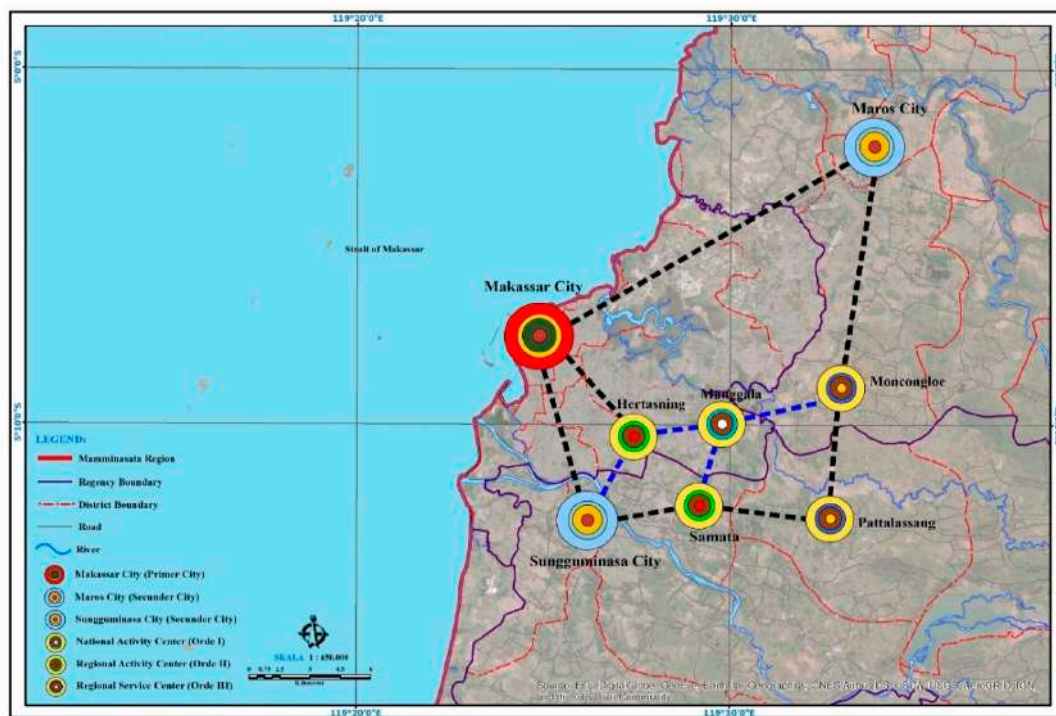 119°20'0"E
119°30'0"E
5°0'0"S
Maros City
Strait of Makassar
Makassar City
Moncongloe
Manggala
Hertasning
5°10'0"S
Pattalassang
Samata
Sungguminasa City
LEGEND:
Mamminasata Region
Regency Boundary
District Boundary
Road
River
Makassar City (Primer City)
Maros City (Secunder City)
Sungguminasa City (Secunder City)
National Activity Center (Orde I)
Regional Activity Center (Orde II)
Regional Service Center (Orde III)
SKALA 1 : 450.000
Kilometer
119°20'0"E
119°30'0"E